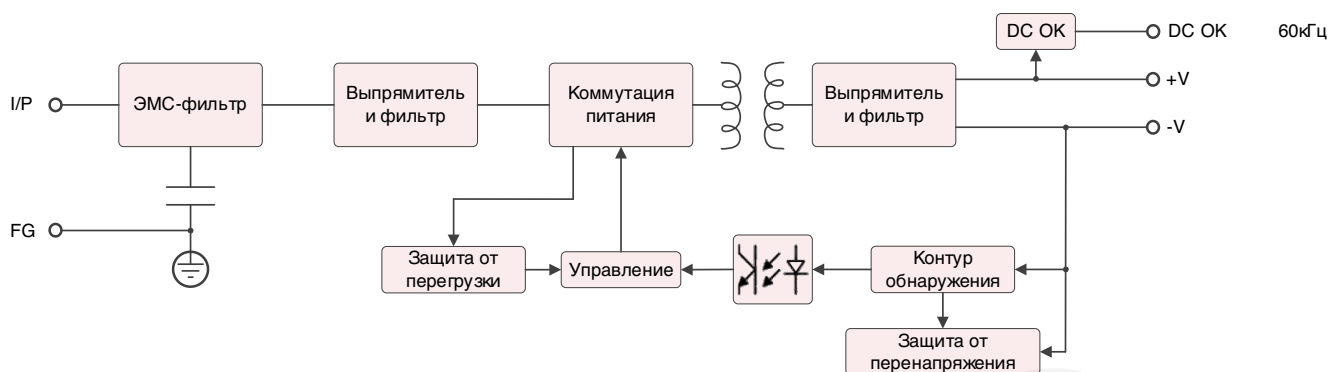 DC OK
DC OK
60кГц
I/P
ЭМС-фильтр
Выпрямитель
и фильтр
Коммутация
питания
Выпрямитель
и фильтр
+V
-V
FG
Защита от
перегрузки
Управление
Контур
обнаружения
Защита от
перенапряжения